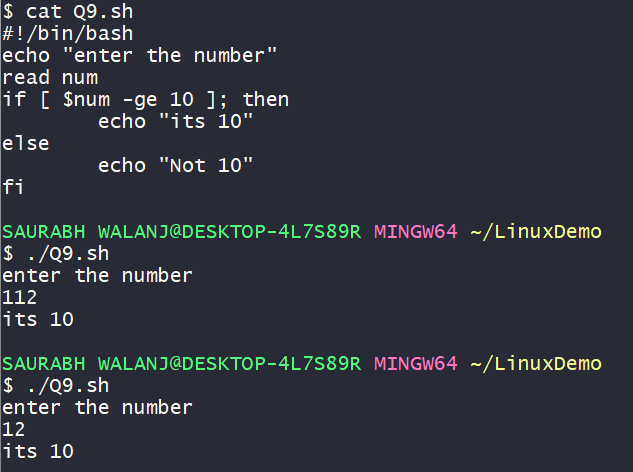 $ cat Q9.sh
#!/bin/bash
echo "enter the number"
read num
if [ $num -ge 10 ]; then
        echo "its 10"
else
        echo "Not 10"
fi

SAURABH WALANJ@DESKTOP-4L7S89R MINGW64 ~/LinuxDemo
$ ./Q9.sh
enter the number
112
its 10

SAURABH WALANJ@DESKTOP-4L7S89R MINGW64 ~/LinuxDemo
$ ./Q9.sh
enter the number
12
its 10